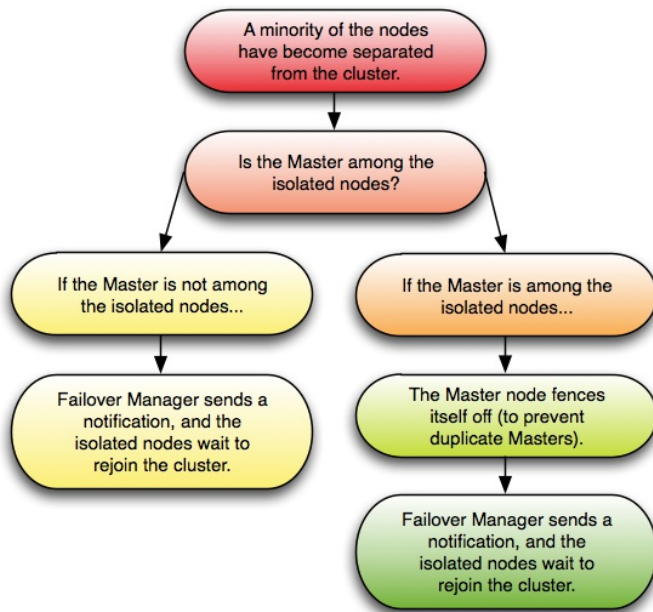 A minority of the nodes
have become separated
from the cluster.
Is the Master among the
isolated nodes?
If the Master is not among
the isolated nodes...
If the Master is among the
isolated nodes...
Failover Manager sends a
notification, and the
isolated nodes wait to
rejoin the cluster.
The Master node fences
itself off (to prevent
duplicate Masters).
Failover Manager sends a
notification, and the
isolated nodes wait to
rejoin the cluster.